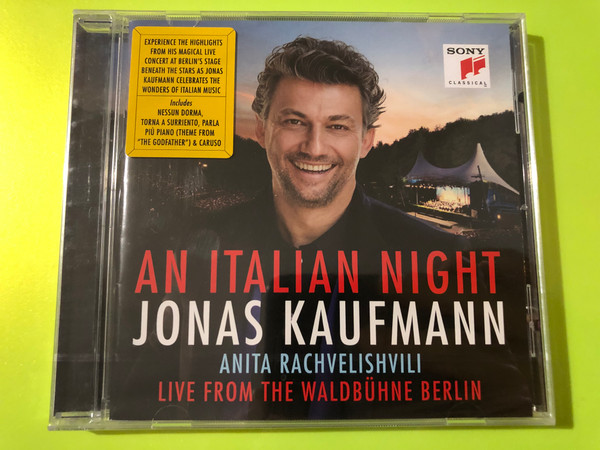 EXPERIENCE THE HIGHLIGHTS
FROM HIS MAGICAL LIVE
CONCERT AT BERLIN'S STAGE
BENEATH THE STARS AS JONAS
KAUFMANN CELEBRATES THE
WONDERS OF ITALIAN MUSIC
Includes
NESSUN DORMA,
TORNA A SURRIENTO, PARLA
PIÙ PIANO (THEME FROM
"THE GODFATHER") & CARUSO
SONY
CLASSICAL
AN ITALIAN NIGHT
JONAS KAUFMANN
ANITA RACHVELISHVILI
LIVE FROM THE WALDBÜHNE BERLIN